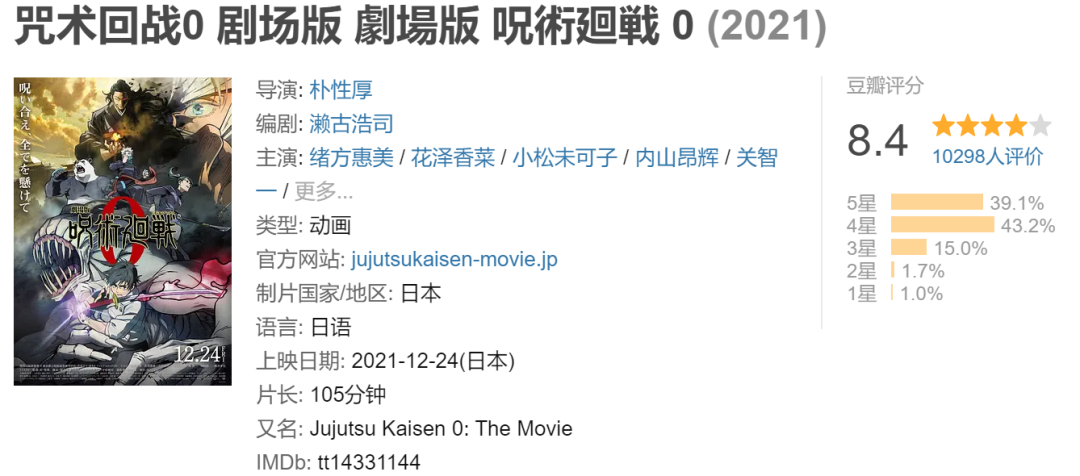 咒术回战0 剧场版 劇場版 呪術廻戦 0 (2021)
呪い合え、全てを懸けて
劇場版
呪術廻戦
0
12.24
导演: 朴性厚
编剧: 濑古浩司
主演: 绪方惠美 / 花泽香菜 / 小松未可子 / 内山昂辉 / 关智
一 / 更多...
类型: 动画
官方网站: jujutsukaisen-movie.jp
制片国家/地区: 日本
语言: 日语
上映日期: 2021-12-24(日本)
片长: 105分钟
又名: Jujutsu Kaisen 0: The Movie
IMDb: tt14331144
豆瓣评分
8.4
10298人评价
5星 39.1%
4星 43.2%
3星 15.0%
2星 1.7%
1星 1.0%